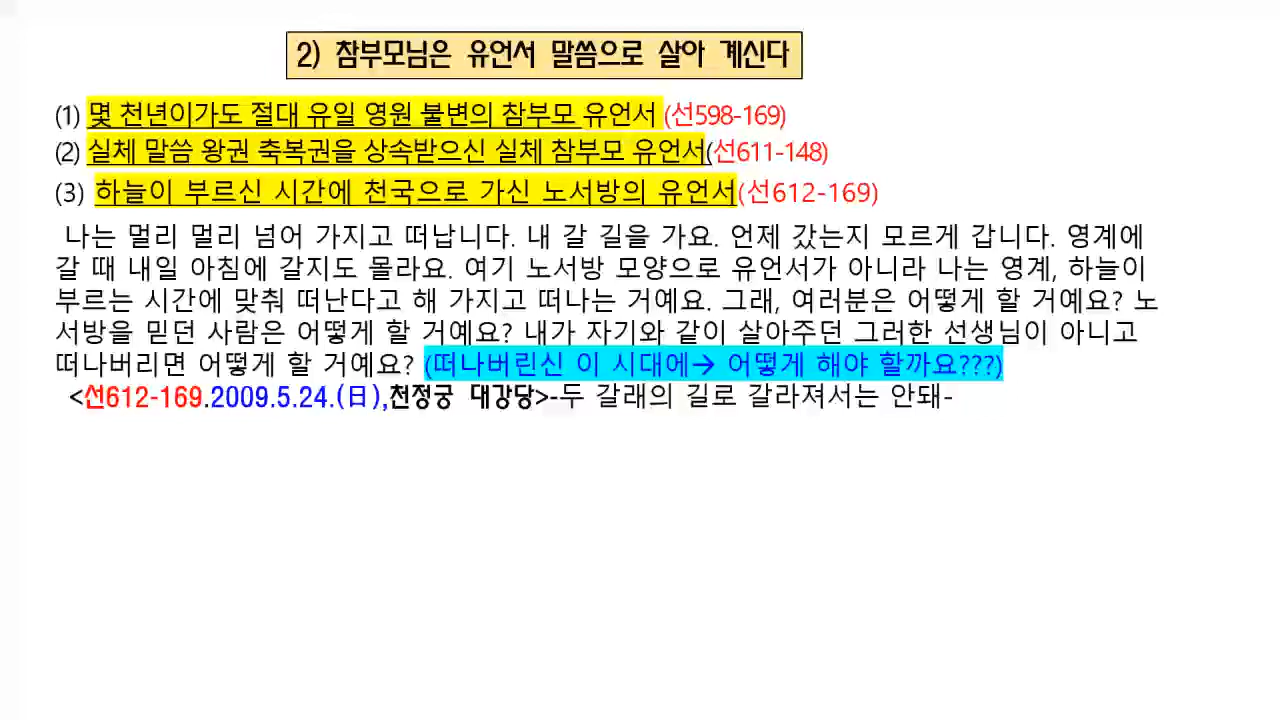 2) 참부모님은 유언서 말씀으로 살아 계신다
(1) 몇 천년이가도 절대 유일 영원 불변의 참부모 유언서 (선598-169)
(2) 실체 말씀 왕권 축복권을 상속받으신 실체 참부모 유언서(선611-148)
(3) 하늘이 부르신 시간에 천국으로 가신 노서방의 유언서(선612-169)
나는 멀리 멀리 넘어 가지고 떠납니다. 내 갈 길을 가요. 언제 갔는지 모르게 갑니다. 영계에
갈 때 내일 아침에 갈지도 몰라요. 여기 노서방 모양으로 유언서가 아니라 나는 영계, 하늘이
부르는 시간에 맞춰 떠난다고 해 가지고 떠나는 거예요. 그래, 여러분은 어떻게 할 거예요? 노
서방을 믿던 사람은 어떻게 할 거예요? 내가 자기와 같이 살아주던 그러한 선생님이 아니고
떠나버리면 어떻게 할 거예요? (떠나버린신 이 시대에→ 어떻게 해야 할까요???)
<선612-169.2009.5.24.(日),천정궁 대강당>-두 갈래의 길로 갈라져서는 안돼-